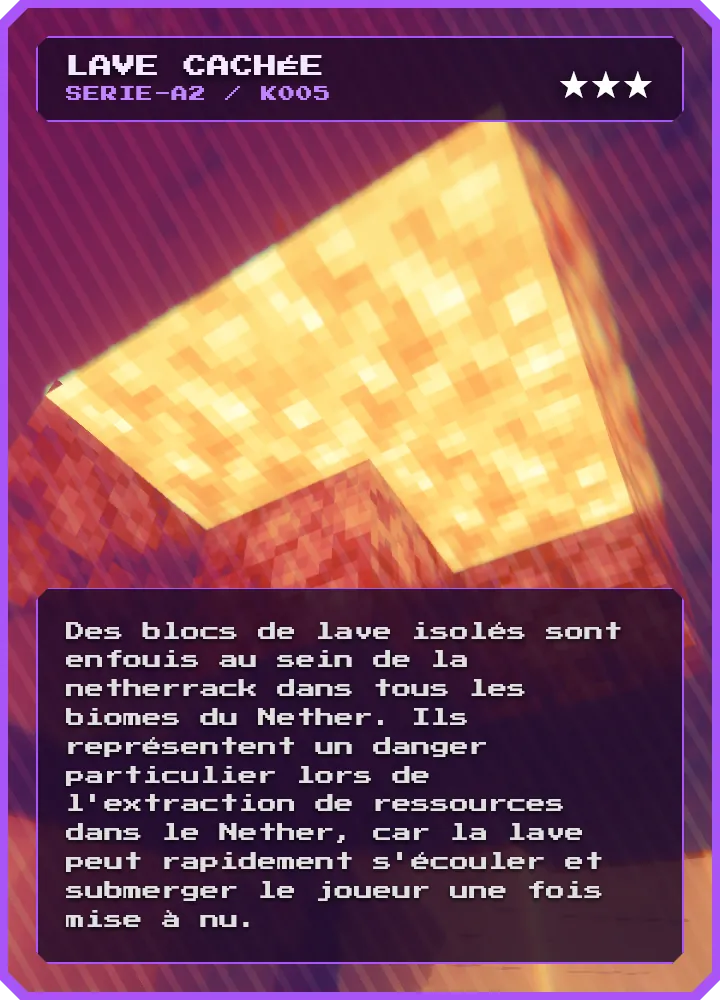 LAVE CACHÉE
SERIE-A2 / K005
★★★
Des blocs de lave isolés sont
enfouis au sein de la
netherrack dans tous les
biomes du Nether. Ils
représentent un danger
particulier lors de
l'extraction de ressources
dans le Nether, car la lave
peut rapidement s'écouler et
submerger le joueur une fois
mise à nu.